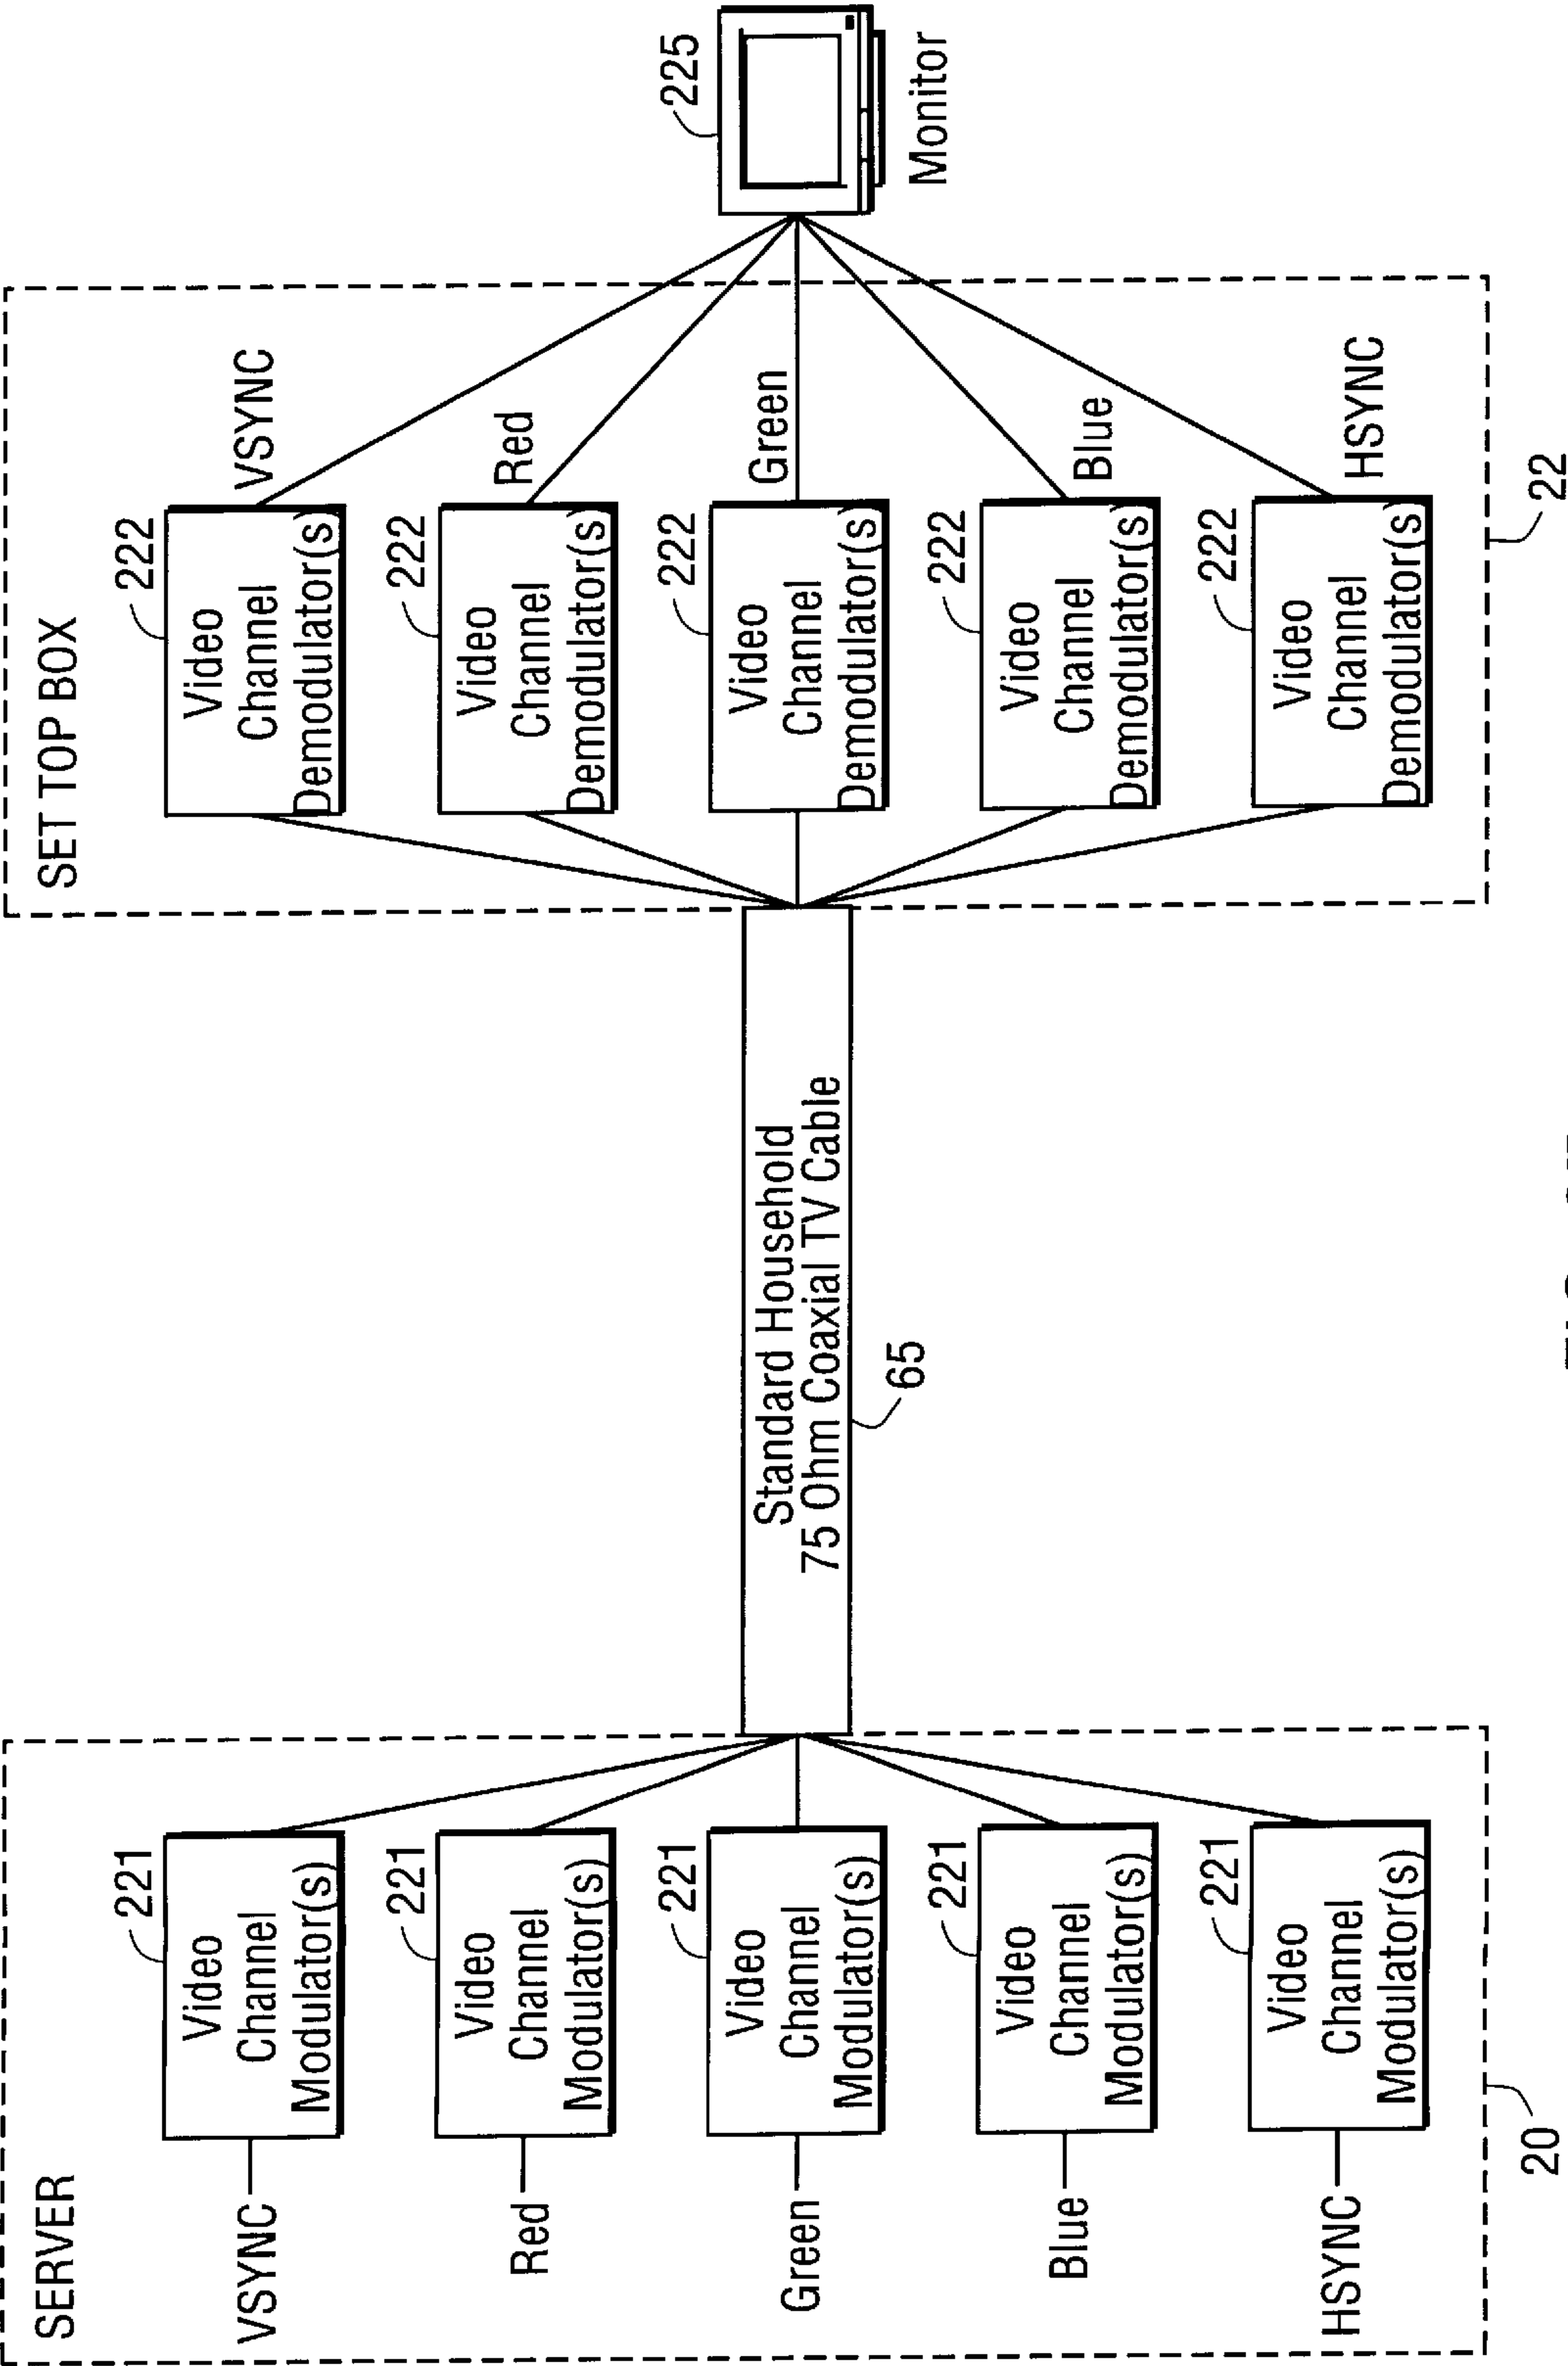 SERVER
VSYNC
221
Video
Channel
Modulator(s)
Red
221
Video
Channel
Modulator(s)
Green
221
Video
Channel
Modulator(s)
Blue
221
Video
Channel
Modulator(s)
HSYNC
221
Video
Channel
Modulator(s)
20
Standard Household
75 Ohm Coaxial TV Cable
65
SET TOP BOX
222
Video
Channel
Demodulator(s)
VSYNC
222
Video
Channel
Demodulator(s)
Red
222
Video
Channel
Demodulator(s)
Green
222
Video
Channel
Demodulator(s)
Blue
222
Video
Channel
Demodulator(s)
HSYNC
22
225
Monitor